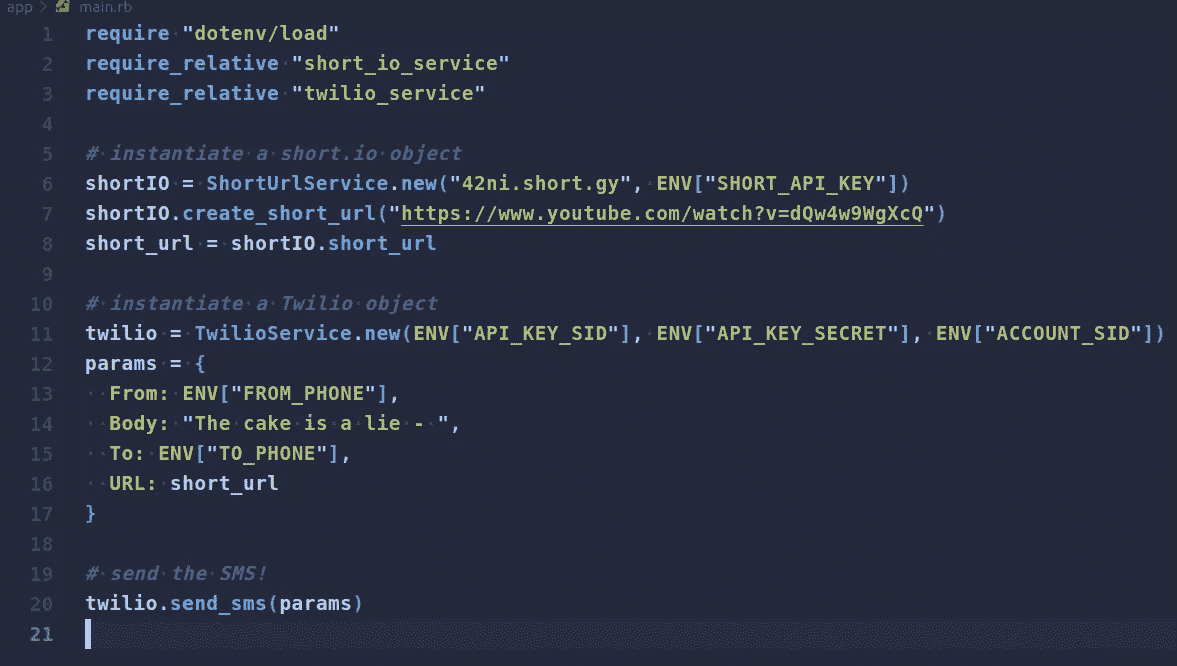 app > main.rb
1 require "dotenv/load"
2 require_relative "short_io_service"
3 require_relative "twilio_service"
4
5 # instantiate a short.io object
6 shortIO = ShortUrlService.new("42ni.short.gy", ENV["SHORT_API_KEY"])
7 shortIO.create_short_url("https://www.youtube.com/watch?v=dQw4w9WgXcQ")
8 short_url = shortIO.short_url
9
10 # instantiate a Twilio object
11 twilio = TwilioService.new(ENV["API_KEY_SID"], ENV["API_KEY_SECRET"], ENV["ACCOUNT_SID"])
12 params = {
13   From: ENV["FROM_PHONE"],
14   Body: "The cake is a lie - ",
15   To: ENV["TO_PHONE"],
16   URL: short_url
17 }
18
19 # send the SMS!
20 twilio.send_sms(params)
21